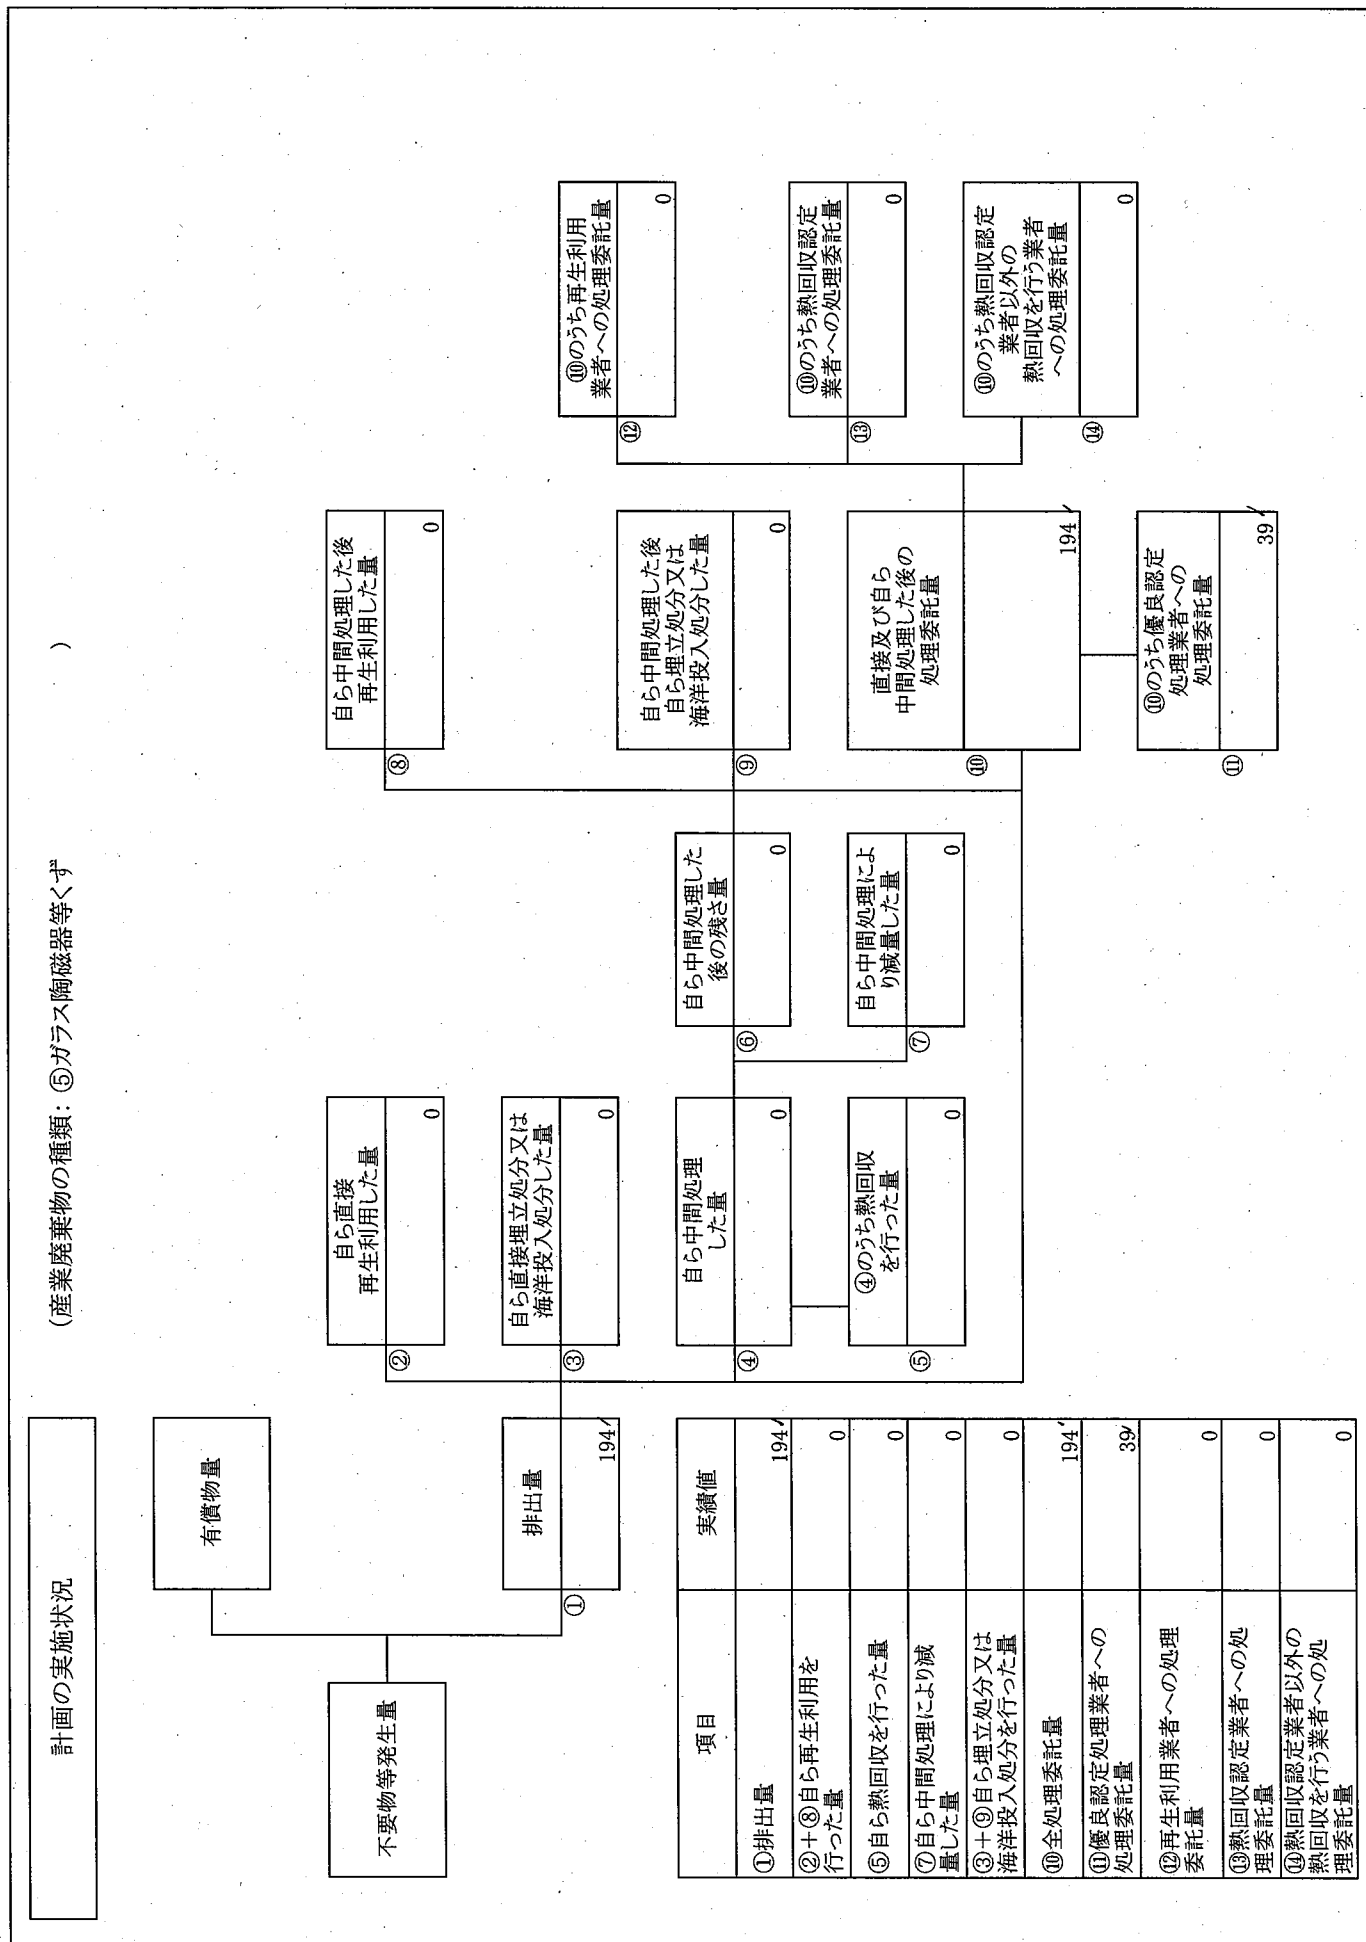 計画の実施状況
(産業廃棄物の種類：⑤ガラス陶磁器等くず
)
不要物等発生量
有償物量
①
排出量
194
②
自ら直接
再生利用した量
0
③
自ら直接埋立処分又は
海洋投入処分した量
0
④
自ら中間処理
した量
0
⑤
④のうち熱回収
を行った量
0
⑥
自ら中間処理した
後の残さ量
0
⑦
自ら中間処理によ
り減量した量
0
⑧
自ら中間処理した後
再生利用した量
0
⑨
自ら中間処理した後
自ら埋立処分又は
海洋投入処分した量
0
⑩
直接及び自ら
中間処理した後の
処理委託量
194
⑪
⑩のうち優良認定
処理業者への
処理委託量
39
⑫
⑩のうち再生利用
業者への処理委託量
0
⑬
⑩のうち熱回収認定
業者への処理委託量
0
⑭
⑩のうち熱回収認定
業者以外の
熱回収を行う業者
への処理委託量
0
項目
実績値
①排出量
194
②＋⑧自ら再生利用を
行った量
0
⑤自ら熱回収を行った量
0
⑦自ら中間処理により減
量した量
0
③＋⑨自ら埋立処分又は
海洋投入処分を行った量
0
⑩全処理委託量
194
⑪優良認定処理業者への
処理委託量
39
⑫再生利用業者への処理
委託量
0
⑬熱回収認定業者への処
理委託量
0
⑭熱回収認定業者以外の
熱回収を行う業者への処
理委託量
0